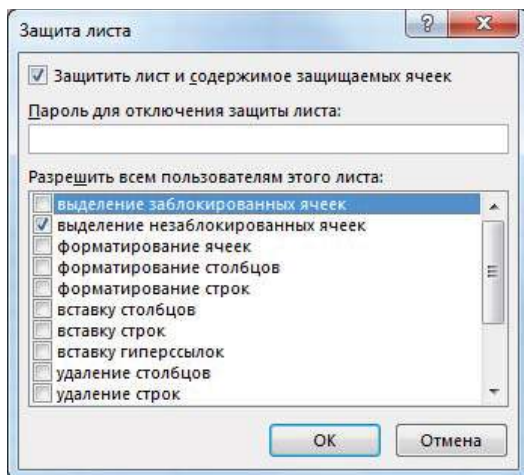 Защита листа
Защитить лист и содержимое защищаемых ячеек
Пароль для отключения защиты листа:
Разрешить всем пользователям этого листа:
выделение заблокированных ячеек
выделение незаблокированных ячеек
форматирование ячеек
форматирование столбцов
форматирование строк
вставку столбцов
вставку строк
вставку гиперссылок
удаление столбцов
удаление строк
ОК
Отмена